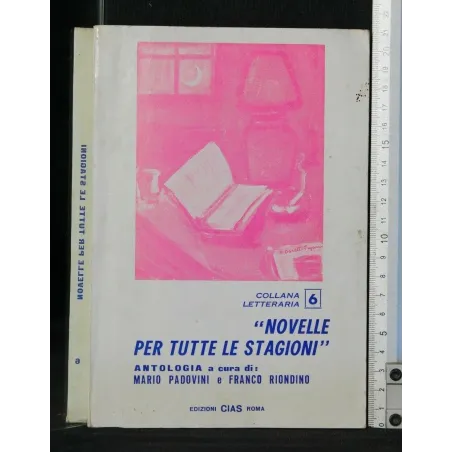 COLLANA
LETTERARIA 6
"NOVELLE
PER TUTTE LE STAGIONI"
ANTOLOGIA a cura di:
MARIO PADOVINI e FRANCO RIONDINO
EDIZIONI CIAS ROMA
NOVELLE PER TUTTE LE STAGIONI
6